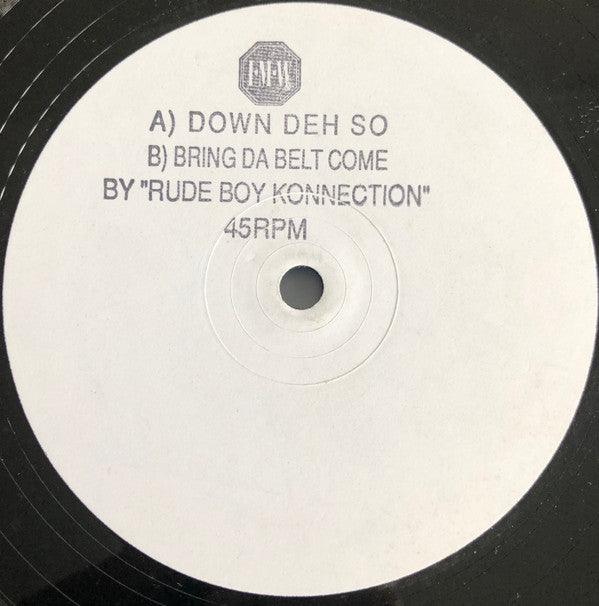 A) DOWN DEH SO
B) BRING DA BELT COME
BY "RUDE BOY KONNECTION"
45RPM